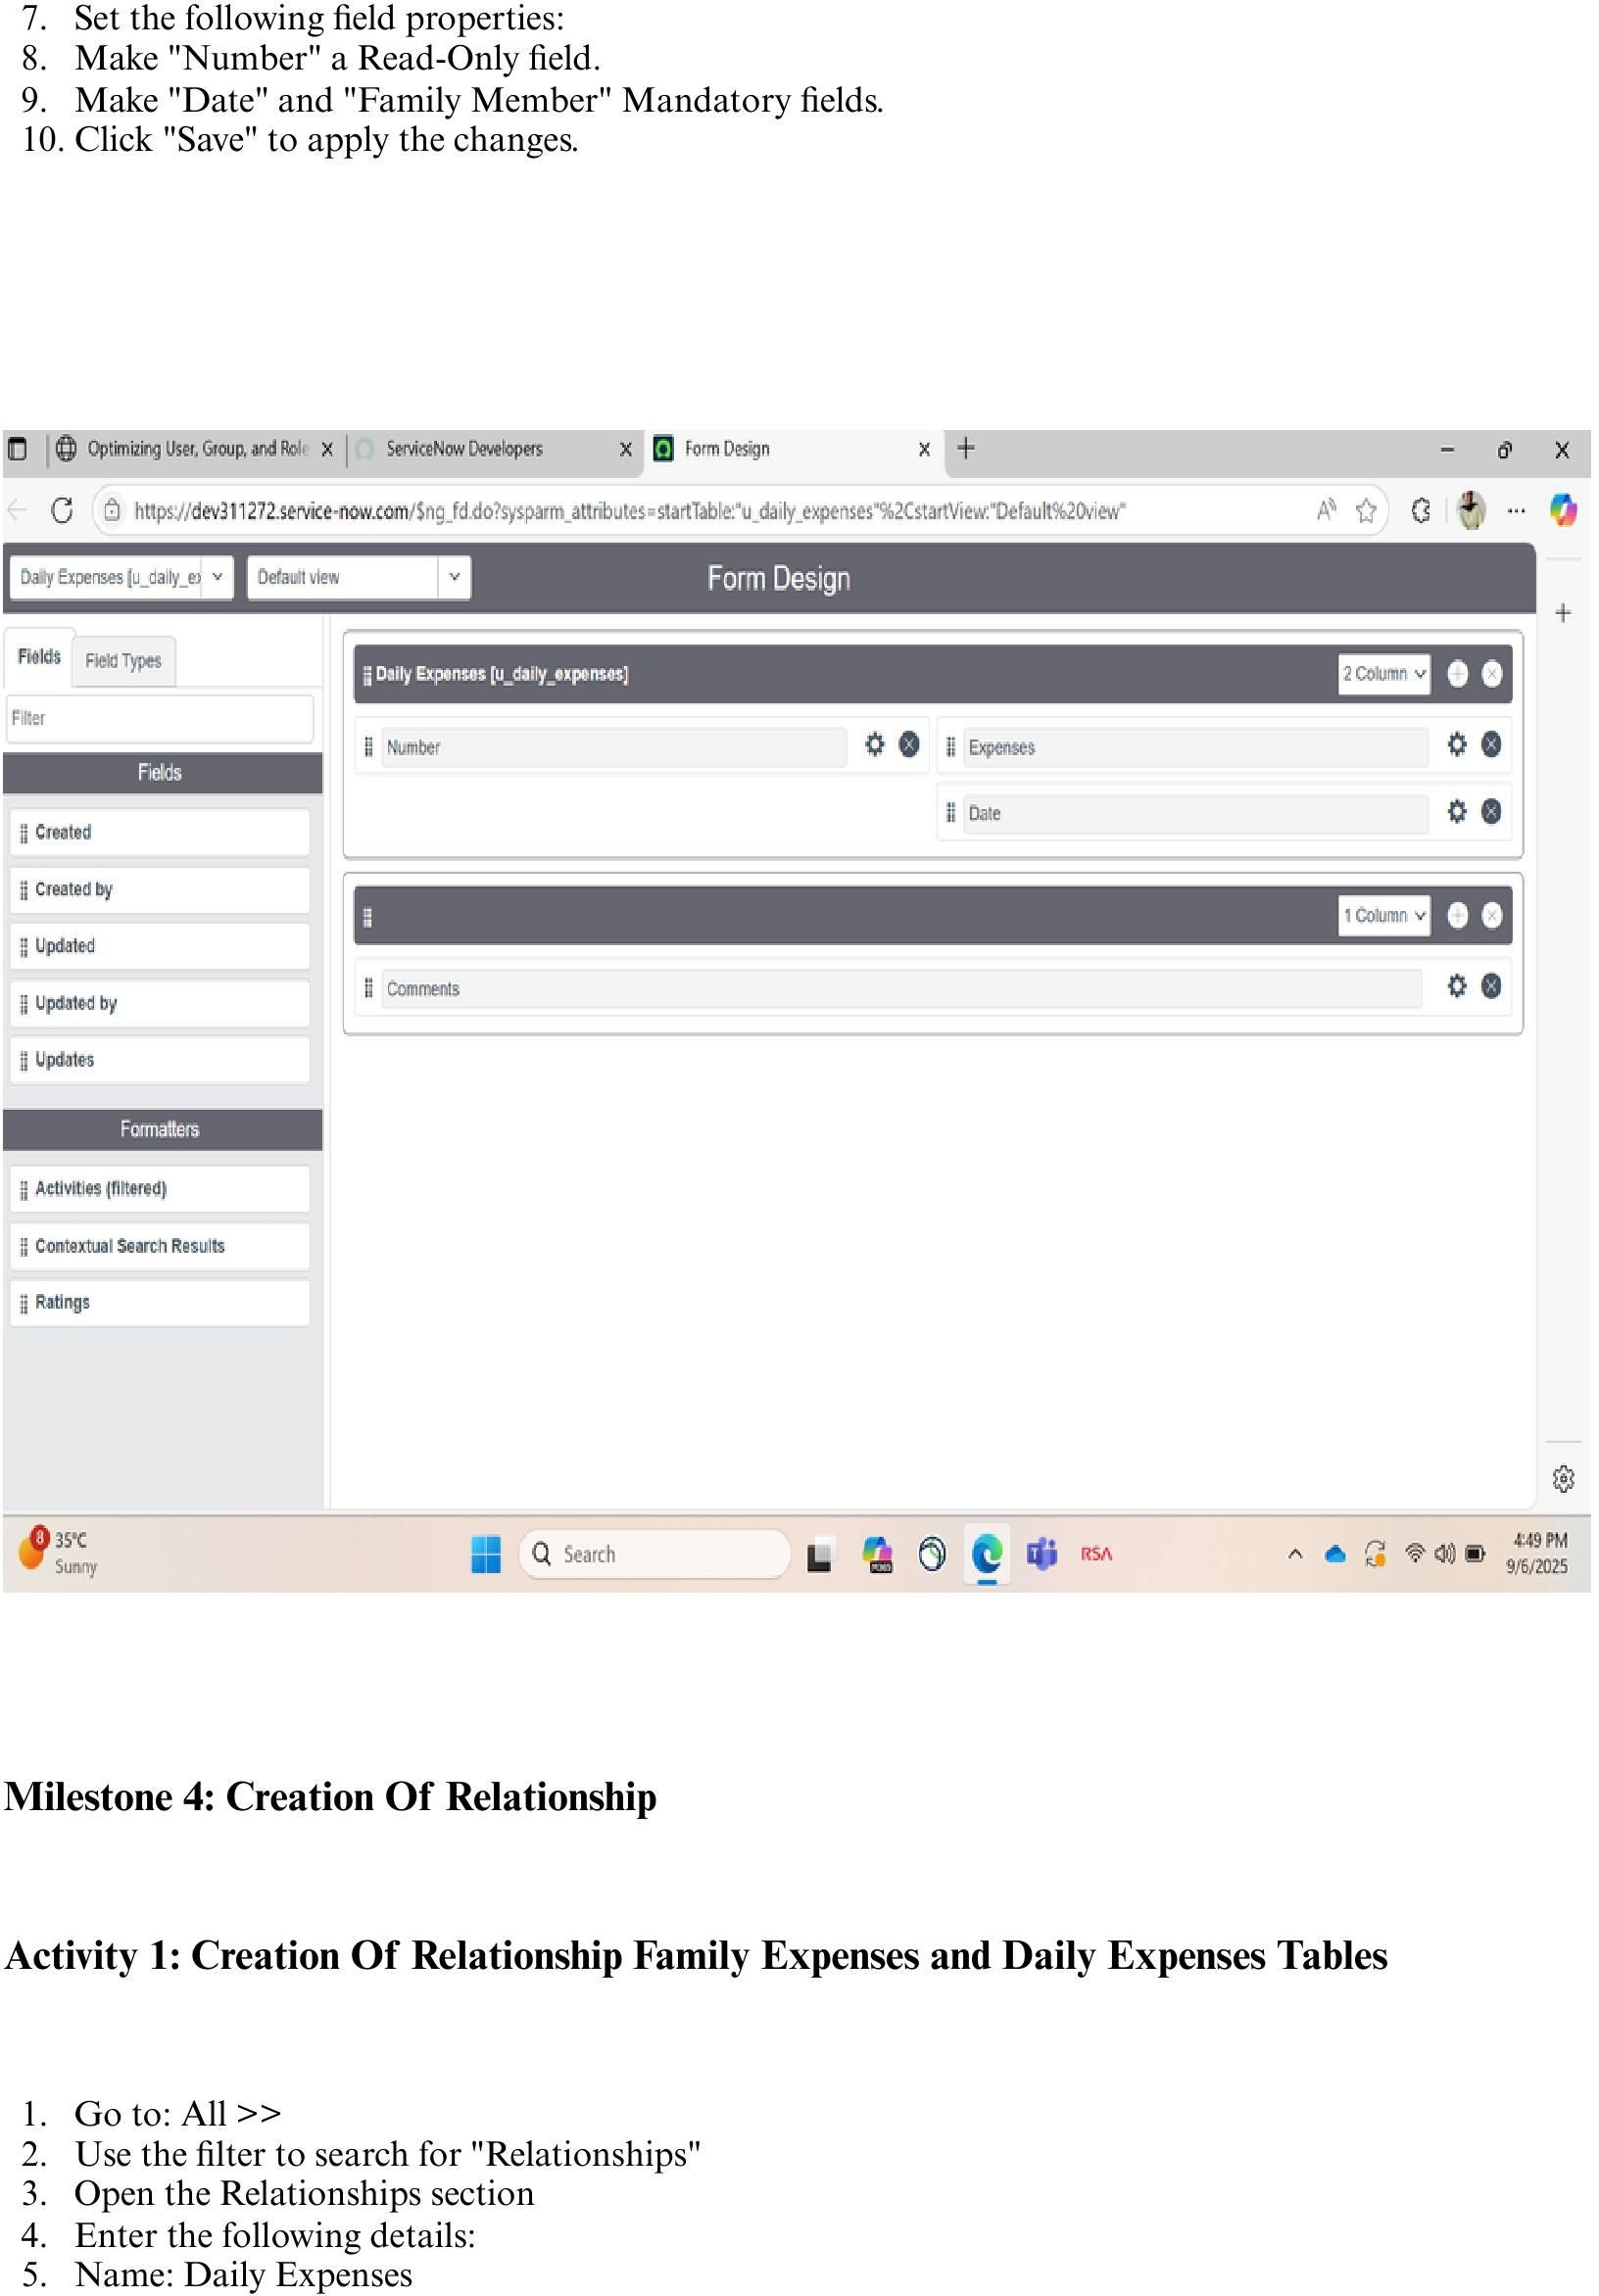 7. Set the following field properties:
8. Make "Number" a Read-Only field.
9. Make "Date" and "Family Member" Mandatory fields.
10. Click "Save" to apply the changes.
Optimizing User, Group, and Role
ServiceNow Developers
Form Design
https://dev311272.service-now.com/$ng_fd.do?sysparm_attributes=startTable:"u_daily_expenses"%2CstartView:"Default%20view"
Daily Expenses [u_daily_ex
Default view
Form Design
Fields
Field Types
Filter
Fields
Created
Created by
Updated
Updated by
Updates
Formatters
Activities (filtered)
Contextual Search Results
Ratings
Daily Expenses [u_daily_expenses]
2 Column
Number
Expenses
Date
1 Column
Comments
8
35°C
Sunny
Search
M365
RSA
4:49 PM
9/6/2025
Milestone 4: Creation Of Relationship
Activity 1: Creation Of Relationship Family Expenses and Daily Expenses Tables
1. Go to: All >>
2. Use the filter to search for "Relationships"
3. Open the Relationships section
4. Enter the following details:
5. Name: Daily Expenses